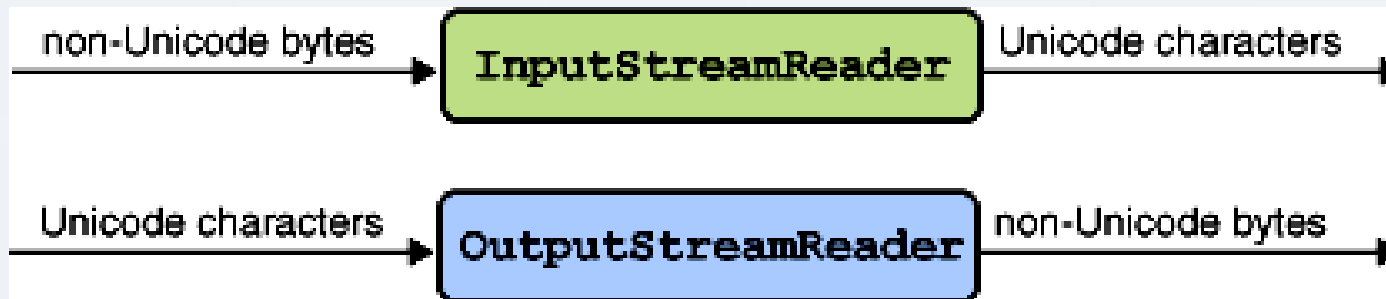 non-Unicode bytes InputStreamReader Unicode characters
Unicode characters OutputStreamReader non-Unicode bytes